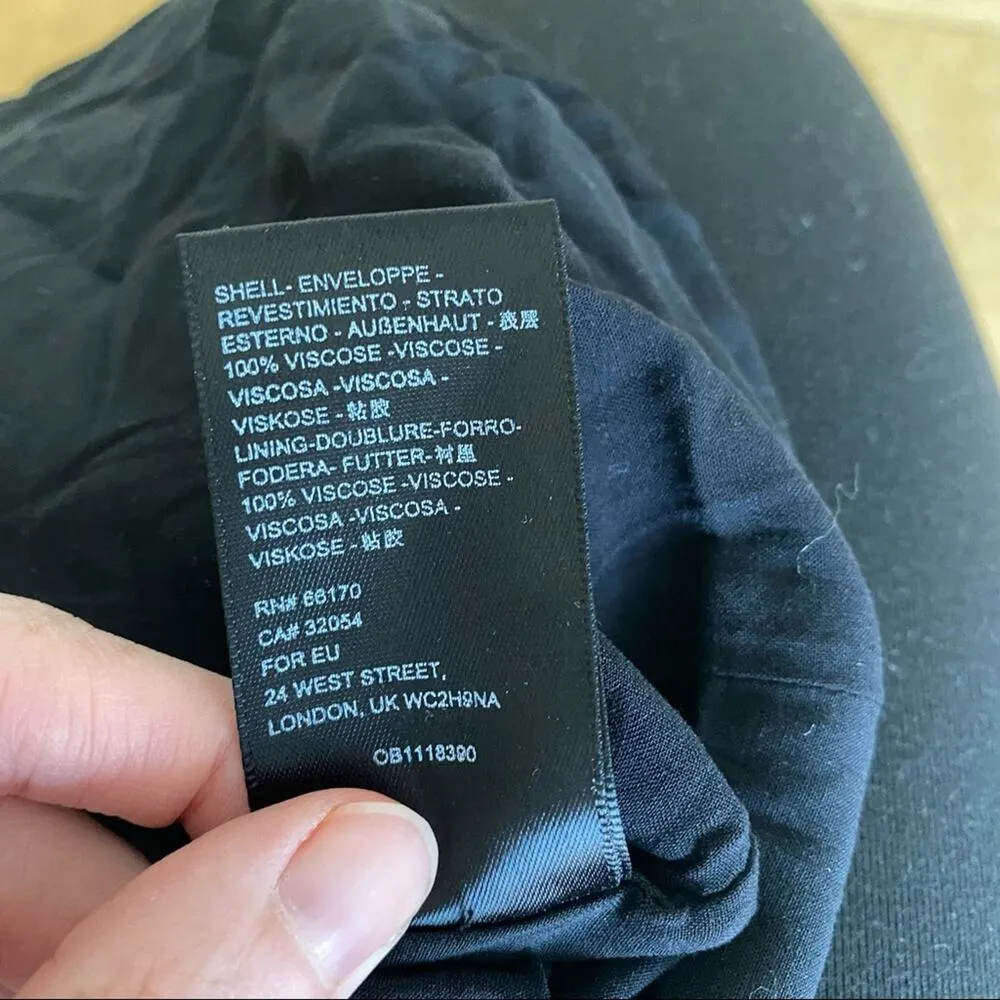 SHELL- ENVELOPPE -
REVESTIMIENTO - STRATO
ESTERNO - AUßENHAUT - 表层
100% VISCOSE -VISCOSE -
VISCOSA -VISCOSA -
VISKOSE -粘胶
LINING-DOUBLURE-FORRO-
FODERA- FUTTER-衬里
100% VISCOSE -VISCOSE -
VISCOSA -VISCOSA -
VISKOSE -粘胶
RN# 66170
CA# 32054
FOR EU
24 WEST STREET,
LONDON, UK WC2H9NA
OB1118390